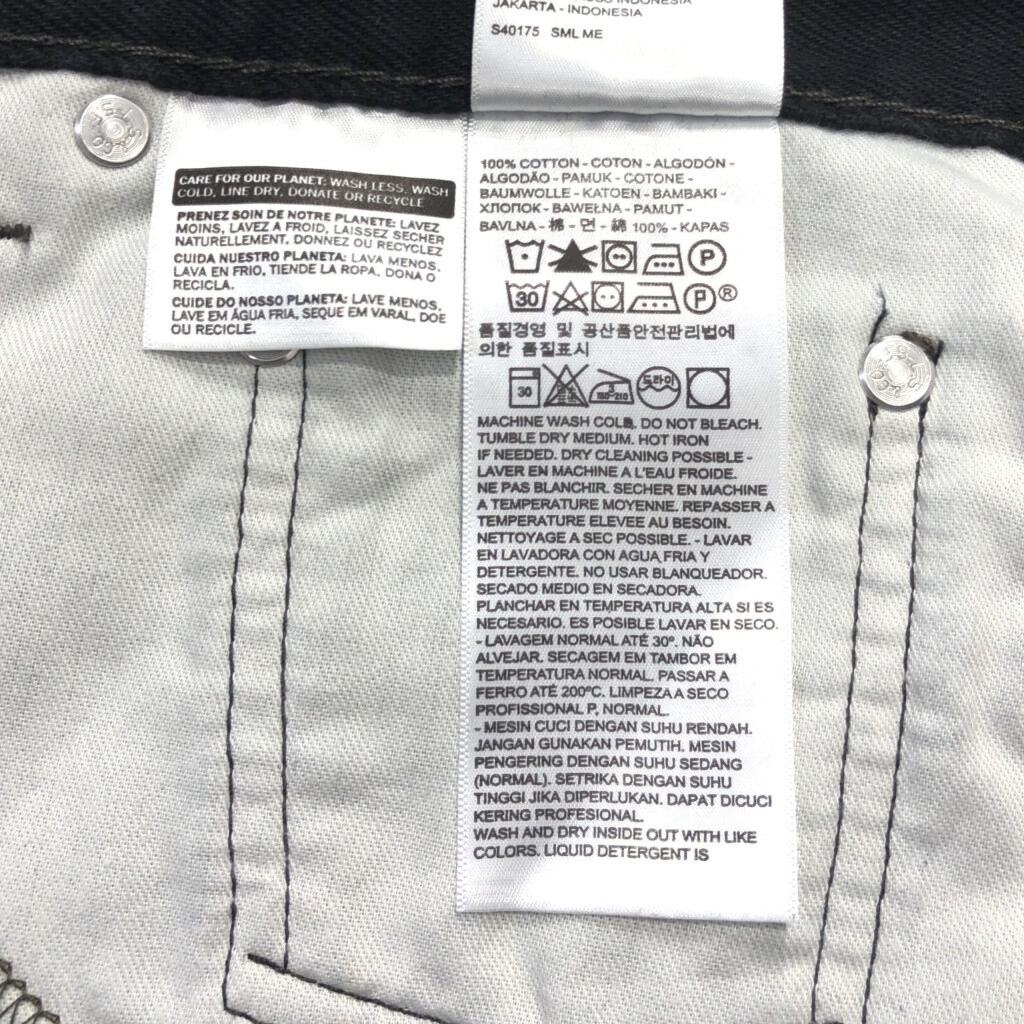 JAKARTA - INDONESIA
S40175 SML ME
CARE FOR OUR PLANET: WASH LESS, WASH
COLD, LINE DRY, DONATE OR RECYCLE
PRENEZ SOIN DE NOTRE PLANETE: LAVEZ
MOINS, LAVEZ A FROID, LAISSEZ SECHER
NATURELLEMENT, DONNEZ OU RECYCLEZ
CUIDA NUESTRO PLANETA: LAVA MENOS,
LAVA EN FRIO, TIENDE LA ROPA, DONA O
RECICLA.
CUIDE DO NOSSO PLANETA: LAVE MENOS,
LAVE EM ÁGUA FRIA, SEQUE EM VARAL, DOE
OU RECICLE.
100% COTTON - COTON - ALGODÓN -
ALGODÃO - PAMUK - COTONE -
BAUMWOLLE - KATOEN - BAMBAKI -
ХЛОПОК - BAWEŁNA - PAMUT -
BAVLNA - 棉 - 면 - 綿 100% - KAPAS
P
30 P ®
품질경영 및 공산품안전관리법에
의한 품질표시
30 3 180-210 드라이
MACHINE WASH COLD. DO NOT BLEACH.
TUMBLE DRY MEDIUM. HOT IRON
IF NEEDED. DRY CLEANING POSSIBLE -
LAVER EN MACHINE A L'EAU FROIDE.
NE PAS BLANCHIR. SECHER EN MACHINE
A TEMPERATURE MOYENNE. REPASSER A
TEMPERATURE ELEVEE AU BESOIN.
NETTOYAGE A SEC POSSIBLE. - LAVAR
EN LAVADORA CON AGUA FRIA Y
DETERGENTE. NO USAR BLANQUEADOR.
SECADO MEDIO EN SECADORA.
PLANCHAR EN TEMPERATURA ALTA SI ES
NECESARIO. ES POSIBLE LAVAR EN SECO.
- LAVAGEM NORMAL ATÉ 30º. NÃO
ALVEJAR. SECAGEM EM TAMBOR EM
TEMPERATURA NORMAL. PASSAR A
FERRO ATÉ 200ºC. LIMPEZA A SECO
PROFISSIONAL P, NORMAL.
- MESIN CUCI DENGAN SUHU RENDAH.
JANGAN GUNAKAN PEMUTIH. MESIN
PENGERING DENGAN SUHU SEDANG
(NORMAL). SETRIKA DENGAN SUHU
TINGGI JIKA DIPERLUKAN. DAPAT DICUCI
KERING PROFESIONAL.
WASH AND DRY INSIDE OUT WITH LIKE
COLORS. LIQUID DETERGENT IS